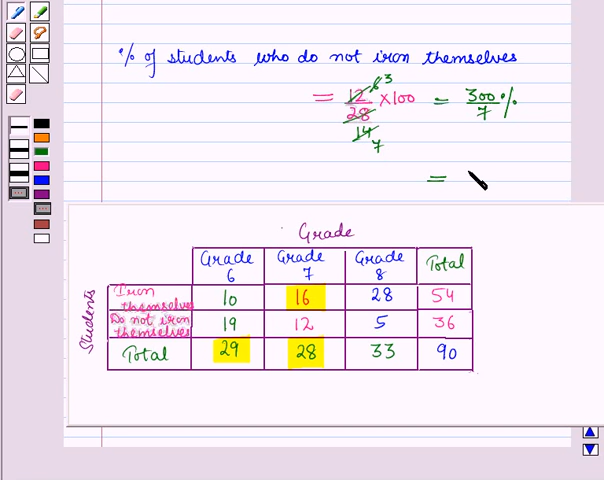 % of students who do not iron themselves
= 12/28 6 3 14 7 ×100 = 300/7 %
=
Grade
Students
Grade 6 Grade 7 Grade 8 Total
Iron themselves 10 16 28 54
Do not iron themselves 19 12 5 36
Total 29 28 33 90